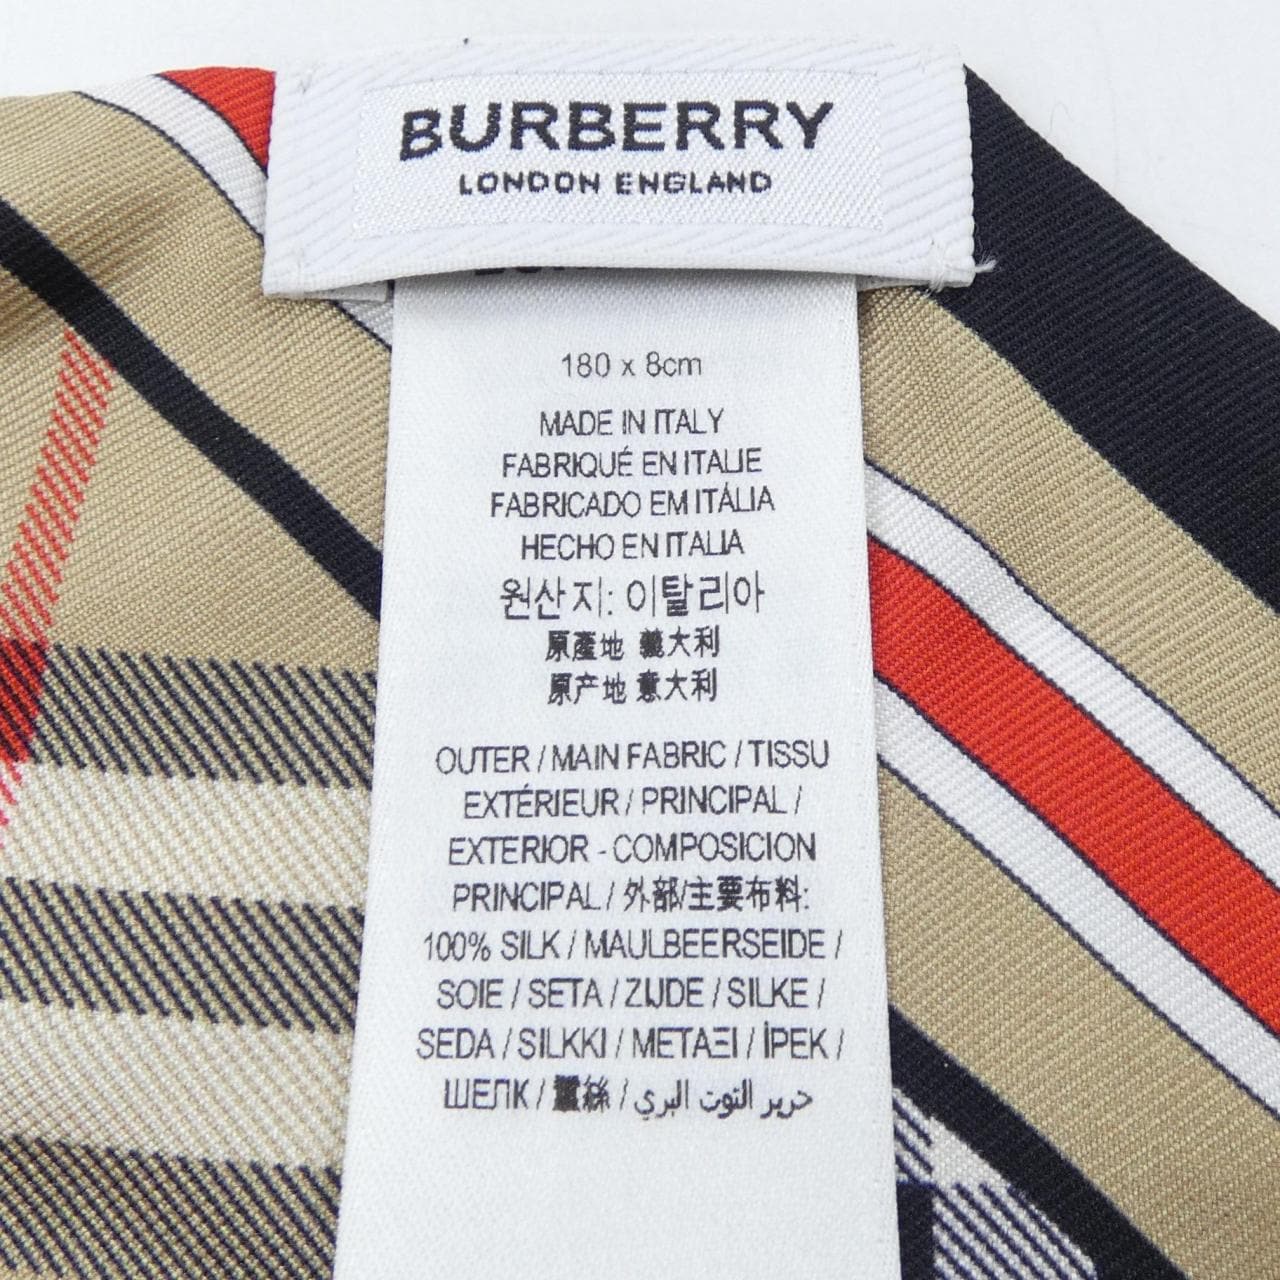 BURBERRY
LONDON ENGLAND
180 x 8cm
MADE IN ITALY
FABRIQUÉ EN ITALIE
FABRICADO EM ITÁLIA
HECHO EN ITALIA
원산지: 이탈리아
原產地 義大利
原产地 意大利
OUTER / MAIN FABRIC / TISSU
EXTÉRIEUR / PRINCIPAL /
EXTERIOR - COMPOSICION
PRINCIPAL / 外部/主要布料:
100% SILK / MAULBEERSEIDE /
SOIE / SETA / ZIJDE / SILKE /
SEDA / SILKKI / ΜΕΤΑΞΙ / İPEK /
ШЕЛК / 蠶絲 / حرير التوت البري